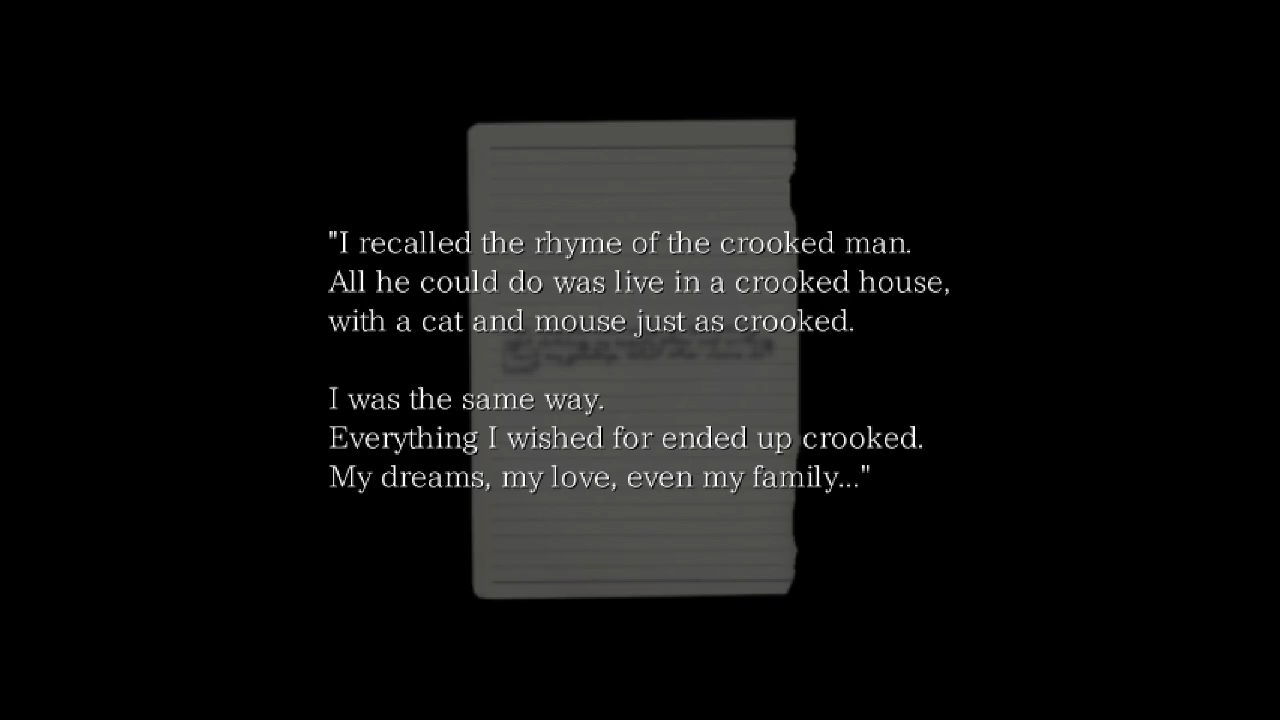 "I recalled the rhyme of the crooked man.
All he could do was live in a crooked house,
with a cat and mouse just as crooked.
I was the same way.
Everything I wished for ended up crooked.
My dreams, my love, even my family..."